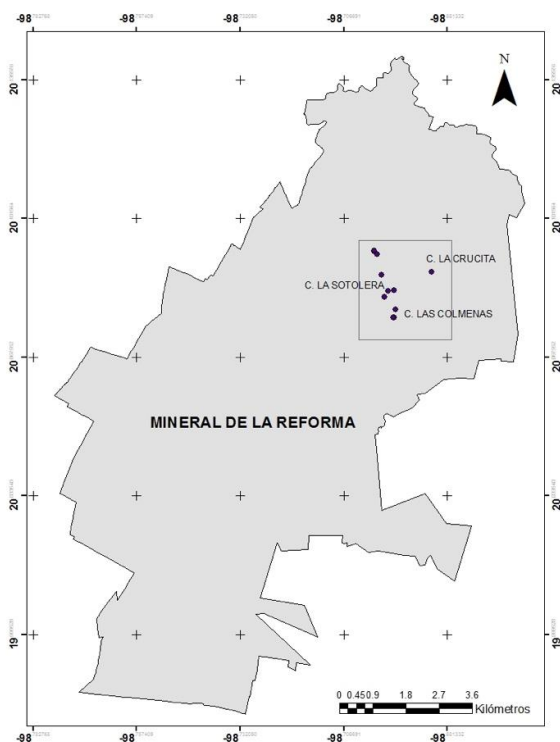 -98 -98 -98 -98 -98
N
20 20
20 20
C. LA CRUCITA
C. LA SOTOLERA
C. LAS COLMENAS
20 20
MINERAL DE LA REFORMA
20 20
19 19
0 0.45 0.9 1.8 2.7 3.6
Kilómetros
-98 -98 -98 -98 -98